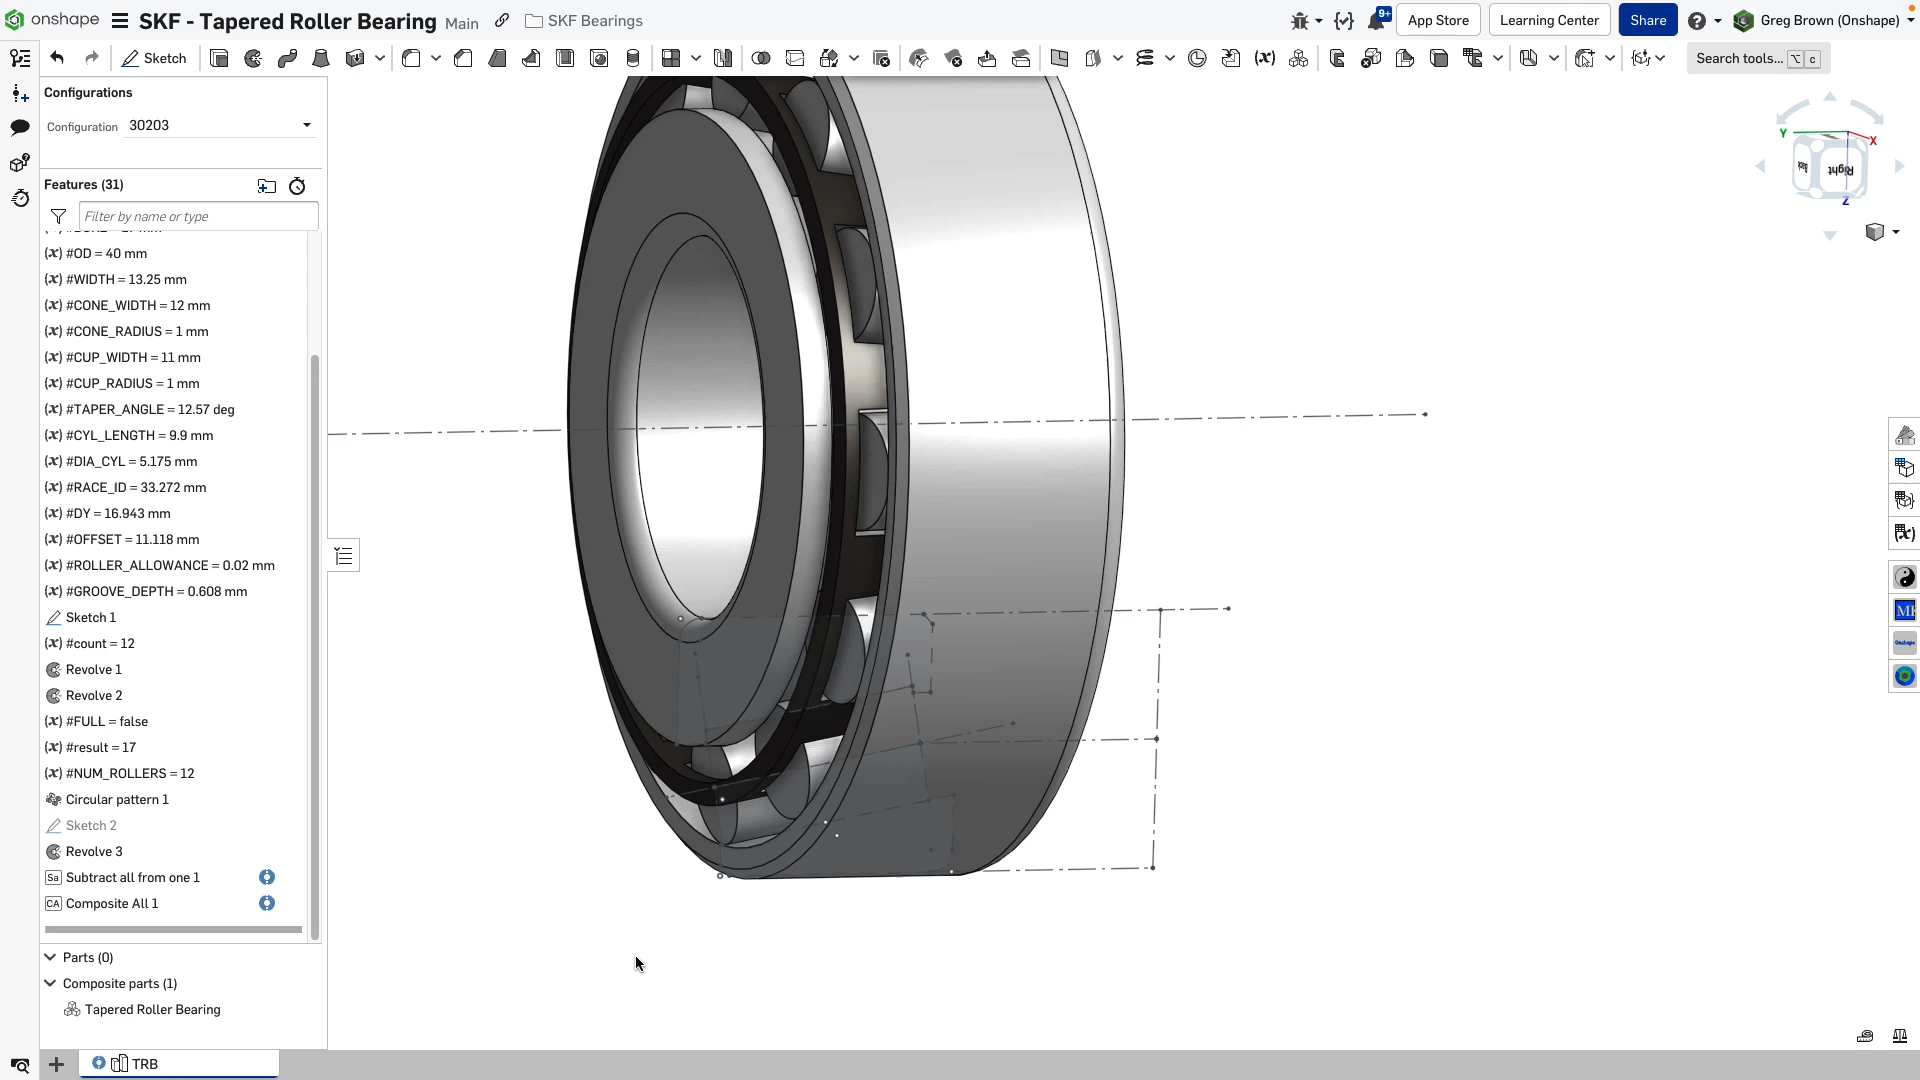 onshape
SKF - Tapered Roller Bearing Main SKF Bearings
9+
App Store
Learning Center
Share
Greg Brown (Onshape)
Sketch
Search tools... ⌥ c
Configurations
Configuration 30203
Features (31)
Filter by name or type
(x) #OD = 40 mm
(x) #WIDTH = 13.25 mm
(x) #CONE_WIDTH = 12 mm
(x) #CONE_RADIUS = 1 mm
(x) #CUP_WIDTH = 11 mm
(x) #CUP_RADIUS = 1 mm
(x) #TAPER_ANGLE = 12.57 deg
(x) #CYL_LENGTH = 9.9 mm
(x) #DIA_CYL = 5.175 mm
(x) #RACE_ID = 33.272 mm
(x) #DY = 16.943 mm
(x) #OFFSET = 11.118 mm
(x) #ROLLER_ALLOWANCE = 0.02 mm
(x) #GROOVE_DEPTH = 0.608 mm
Sketch 1
(x) #count = 12
Revolve 1
Revolve 2
(x) #FULL = false
(x) #result = 17
(x) #NUM_ROLLERS = 12
Circular pattern 1
Sketch 2
Revolve 3
Sa Subtract all from one 1
CA Composite All 1
Parts (0)
Composite parts (1)
Tapered Roller Bearing
TRB
Y
X
Right
Back
Z